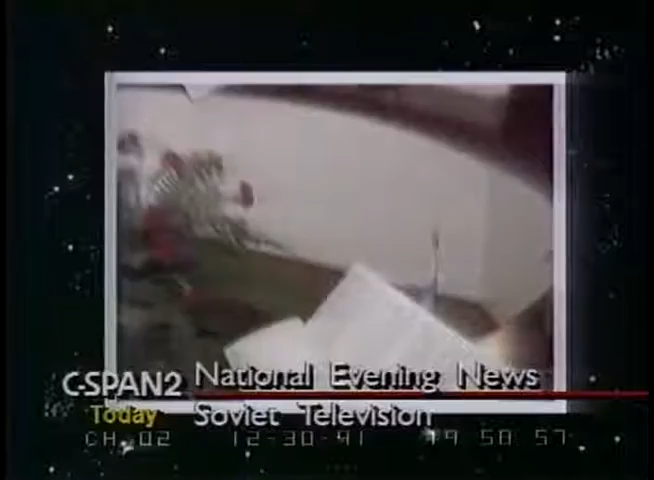 C-SPAN2 National Evening News
Today Soviet Television
CH 02 12-30-91 19 50 57